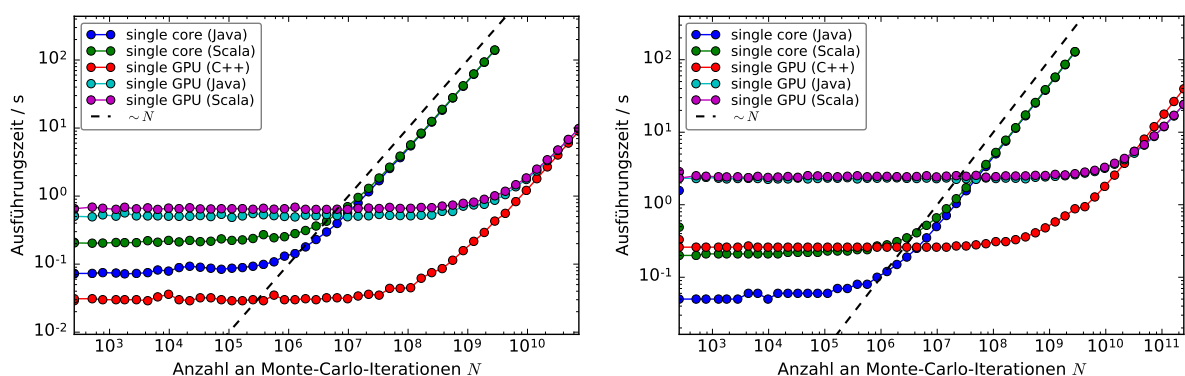 single core (Java)
single core (Scala)
single GPU (C++)
single GPU (Java)
single GPU (Scala)
~N
Ausführungszeit / s
10²
10¹
10⁰
10⁻¹
10⁻²
10³ 10⁴ 10⁵ 10⁶ 10⁷ 10⁸ 10⁹ 10¹⁰
Anzahl an Monte-Carlo-Iterationen N
single core (Java)
single core (Scala)
single GPU (C++)
single GPU (Java)
single GPU (Scala)
~N
Ausführungszeit / s
10²
10¹
10⁰
10⁻¹
10³ 10⁴ 10⁵ 10⁶ 10⁷ 10⁸ 10⁹ 10¹⁰ 10¹¹
Anzahl an Monte-Carlo-Iterationen N